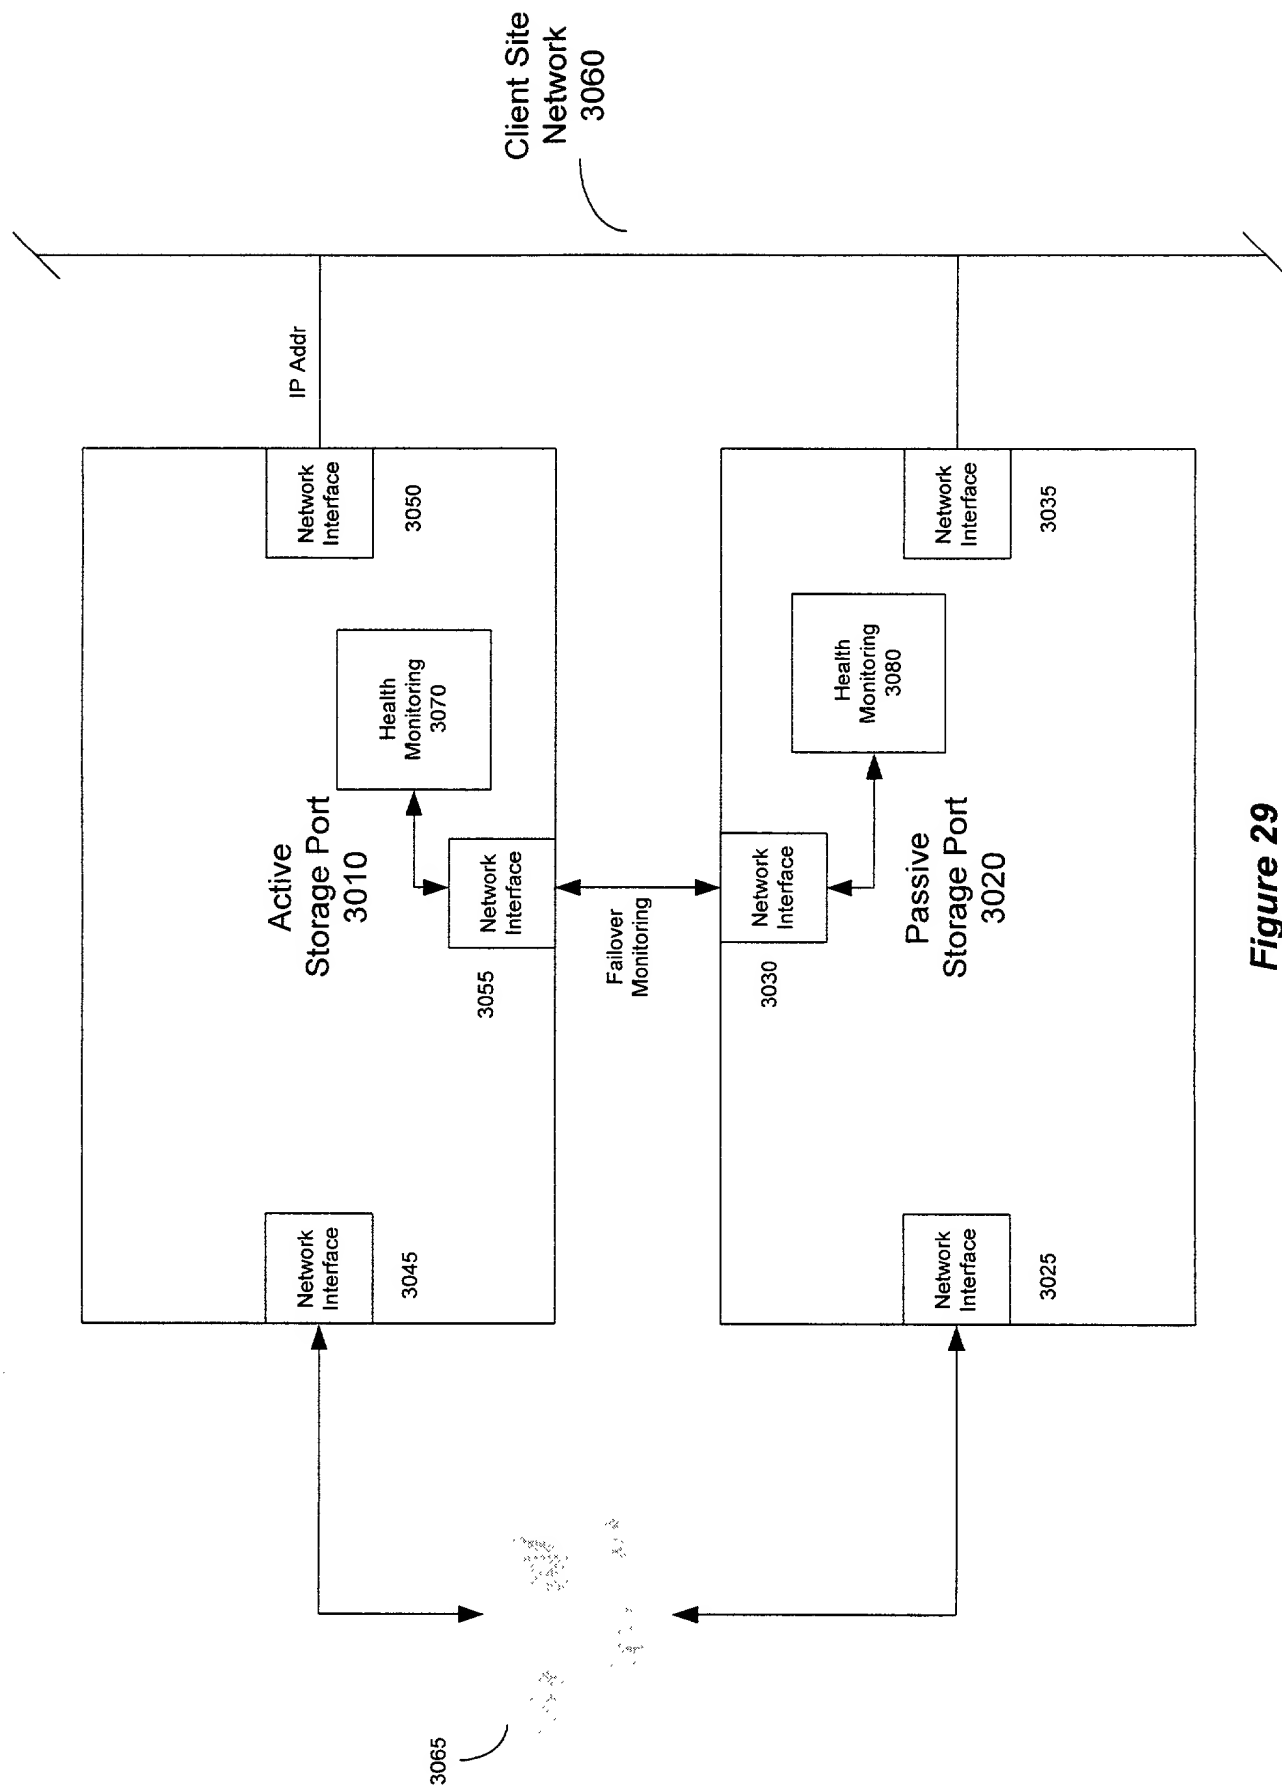 Client Site
Network
3060
IP Addr
Network
Interface
3050
Health
Monitoring
3070
Active
Storage Port
3010
Network
Interface
3055
Network
Interface
3045
Failover
Monitoring
Network
Interface
3035
Health
Monitoring
3080
Network
Interface
3030
Passive
Storage Port
3020
Network
Interface
3025
3065
Figure 29